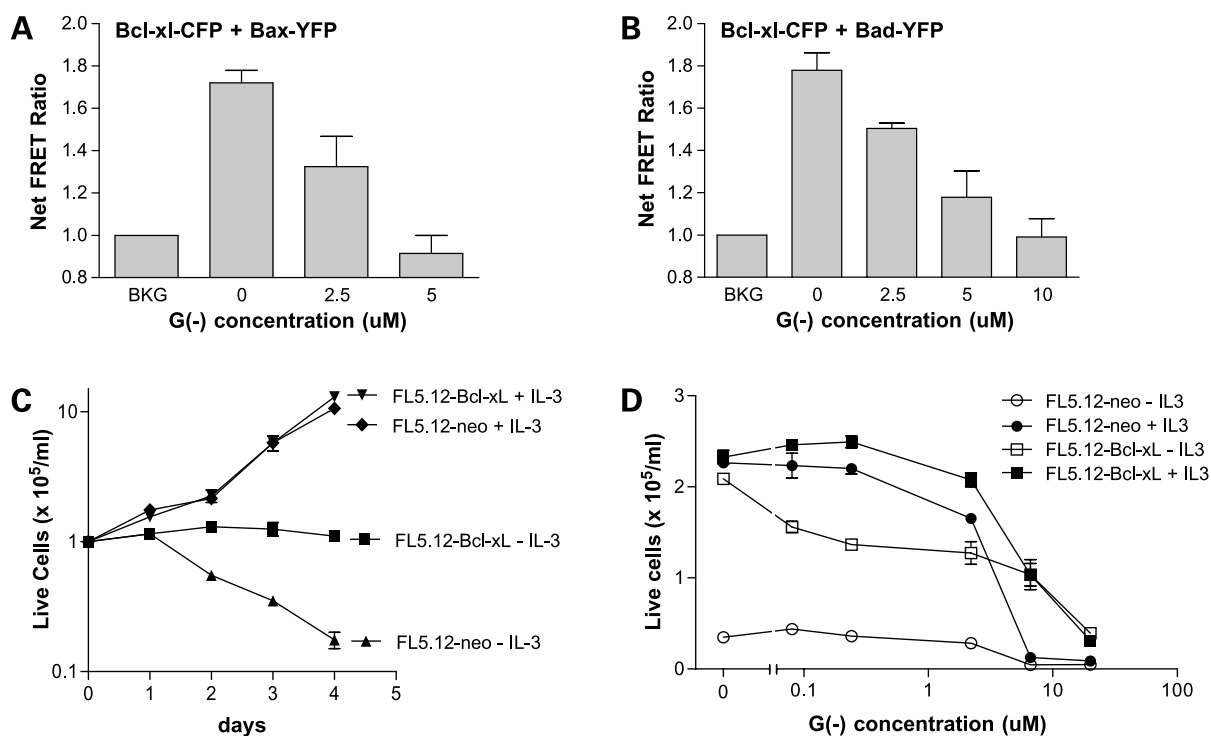 A
Bcl-xl-CFP + Bax-YFP
Net FRET Ratio
2.0
1.8
1.6
1.4
1.2
1.0
0.8
BKG 0 2.5 5
G(-) concentration (uM)
B
Bcl-xl-CFP + Bad-YFP
Net FRET Ratio
2.0
1.8
1.6
1.4
1.2
1.0
0.8
BKG 0 2.5 5 10
G(-) concentration (uM)
C
Live Cells (x 10⁵/ml)
10
1
0.1
0 1 2 3 4 5
days
FL5.12-Bcl-xL + IL-3
FL5.12-neo + IL-3
FL5.12-Bcl-xL - IL-3
FL5.12-neo - IL-3
D
Live cells (x 10⁵/ml)
3
2
1
0
0 0.1 1 10 100
G(-) concentration (uM)
FL5.12-neo - IL3
FL5.12-neo + IL3
FL5.12-Bcl-xL - IL3
FL5.12-Bcl-xL + IL3